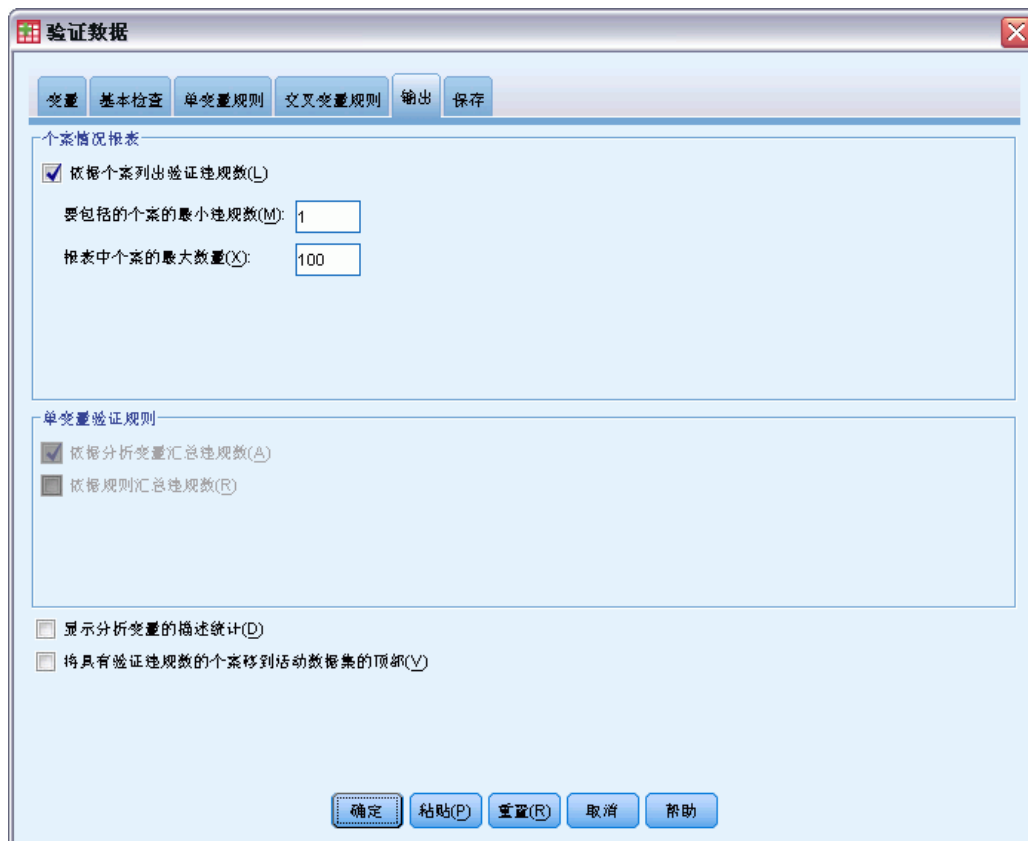 验证数据
变量 基本检查 单变量规则 交叉变量规则 输出 保存
个案情况报表
依据个案列出验证违规数(L)
要包括的个案的最小违规数(M): 1
报表中个案的最大数量(X): 100
单变量验证规则
依据分析变量汇总违规数(A)
依据规则汇总违规数(R)
显示分析变量的描述统计(D)
将具有验证违规数的个案移到活动数据集的顶部(V)
确定 粘贴(P) 重置(R) 取消 帮助